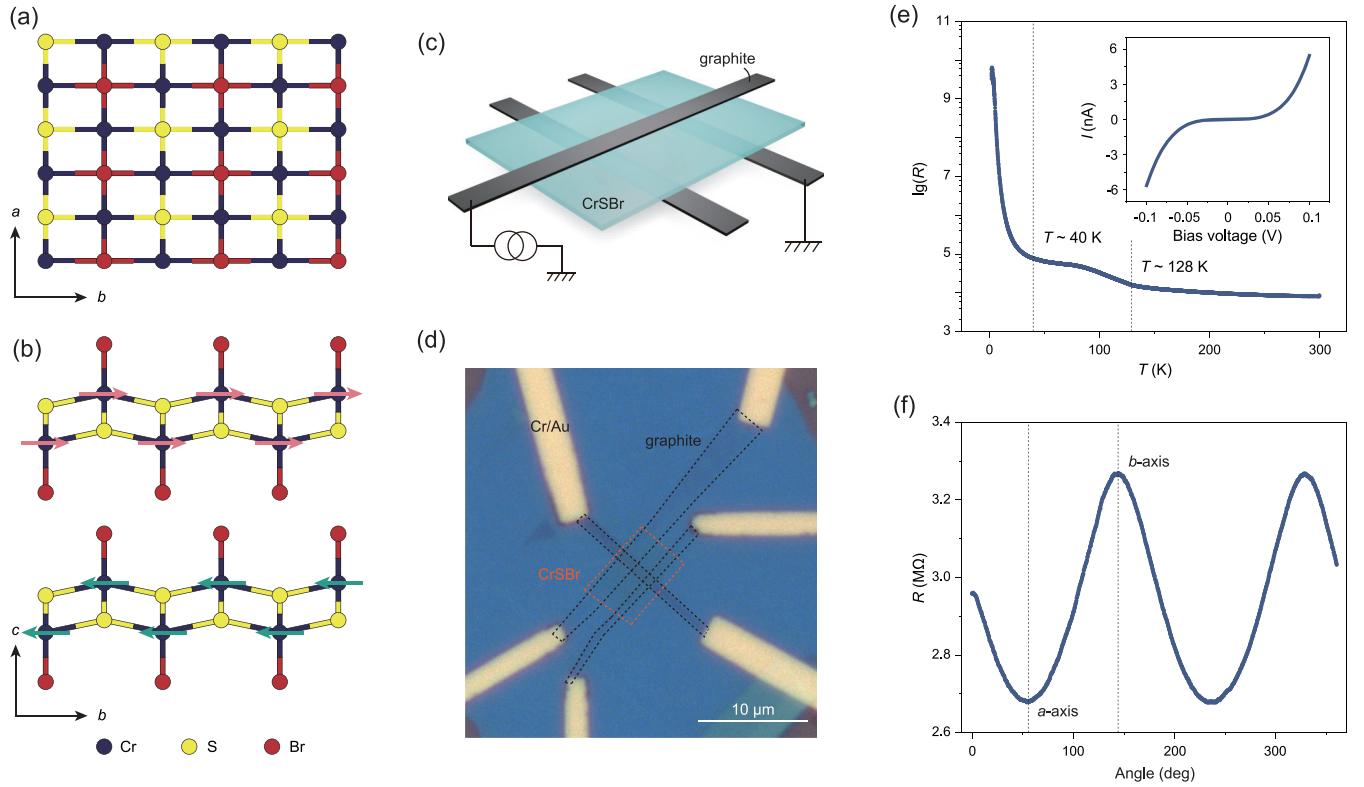 (a)
a
b
(b)
c
b
Cr
S
Br
(c)
graphite
CrSBr
(d)
Cr/Au
graphite
CrSBr
10 μm
(e)
11
9
7
5
3
lg(R)
0
100
200
300
T (K)
T ~ 40 K
T ~ 128 K
6
3
0
-3
-6
I (nA)
-0.1
-0.05
0
0.05
0.1
Bias voltage (V)
(f)
3.4
3.2
3.0
2.8
2.6
R (MΩ)
b-axis
a-axis
0
100
200
300
Angle (deg)